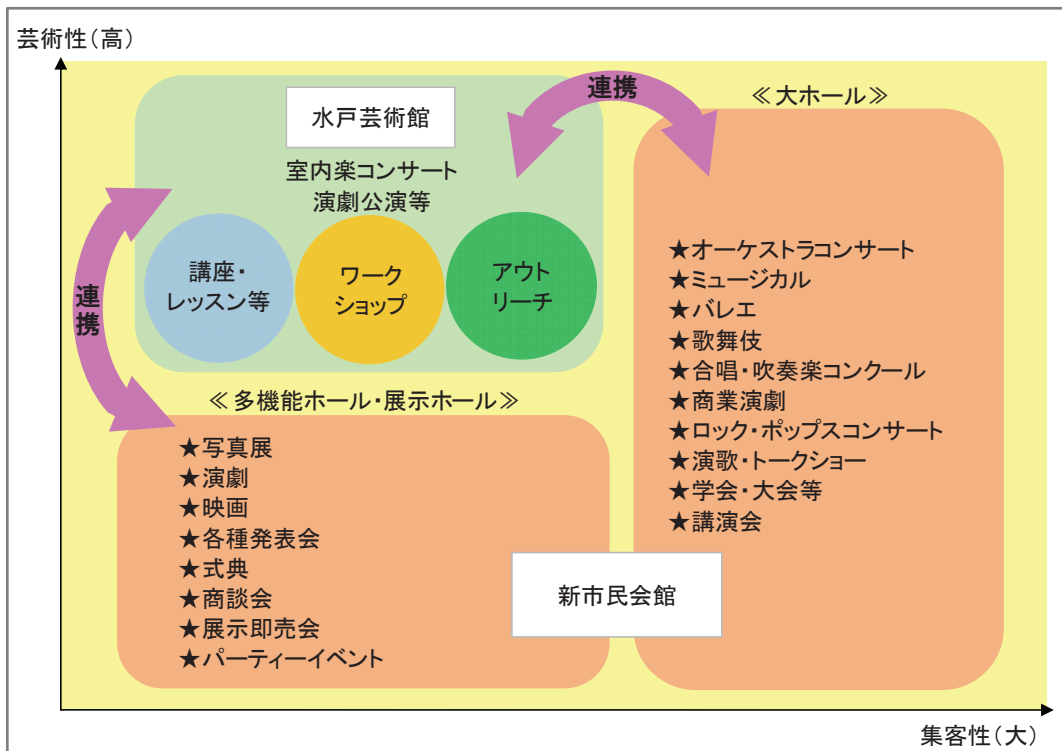 芸術性(高)
水戸芸術館
室内楽コンサート
演劇公演等
講座・
レッスン等
ワーク
ショップ
アウト
リーチ
連携
連携
≪大ホール≫
★オーケストラコンサート
★ミュージカル
★バレエ
★歌舞伎
★合唱・吹奏楽コンクール
★商業演劇
★ロック・ポップスコンサート
★演歌・トークショー
★学会・大会等
★講演会
≪多機能ホール・展示ホール≫
★写真展
★演劇
★映画
★各種発表会
★式典
★商談会
★展示即売会
★パーティーイベント
新市民会館
集客性(大)